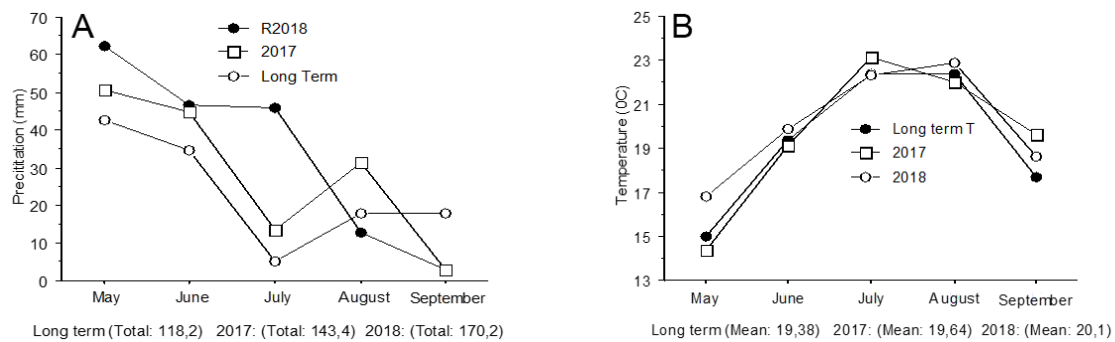 A
70
60
50
40
30
20
10
0
Precititation (mm)
R2018
2017
Long Term
May
June
July
August
September
Long term (Total: 118,2) 2017: (Total: 143,4) 2018: (Total: 170,2)
B
25
23
21
19
17
15
13
Temperature (0C)
Long term T
2017
2018
May
June
July
August
September
Long term (Mean: 19,38) 2017: (Mean: 19,64) 2018: (Mean: 20,1)